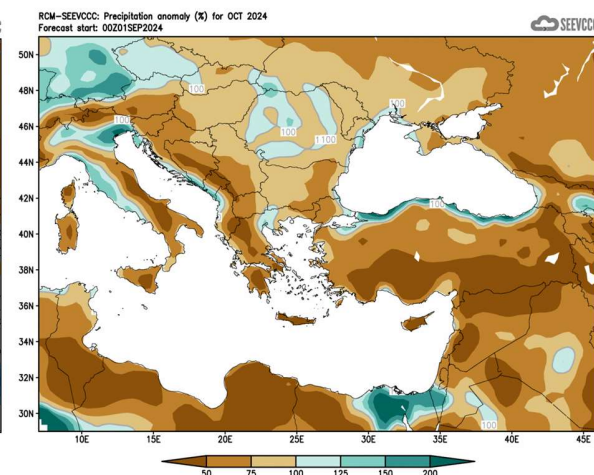 RCM-SEEVCCC: Precipitation anomaly (%) for OCT 2024
Forecast start: 00Z01SEP2024
SEEVCCC
50N
48N
46N
44N
42N
40N
38N
36N
34N
32N
30N
100
100
100
100
1100
100
100
10E
15E
20E
25E
30E
35E
40E
45E
50
75
100
125
150
200